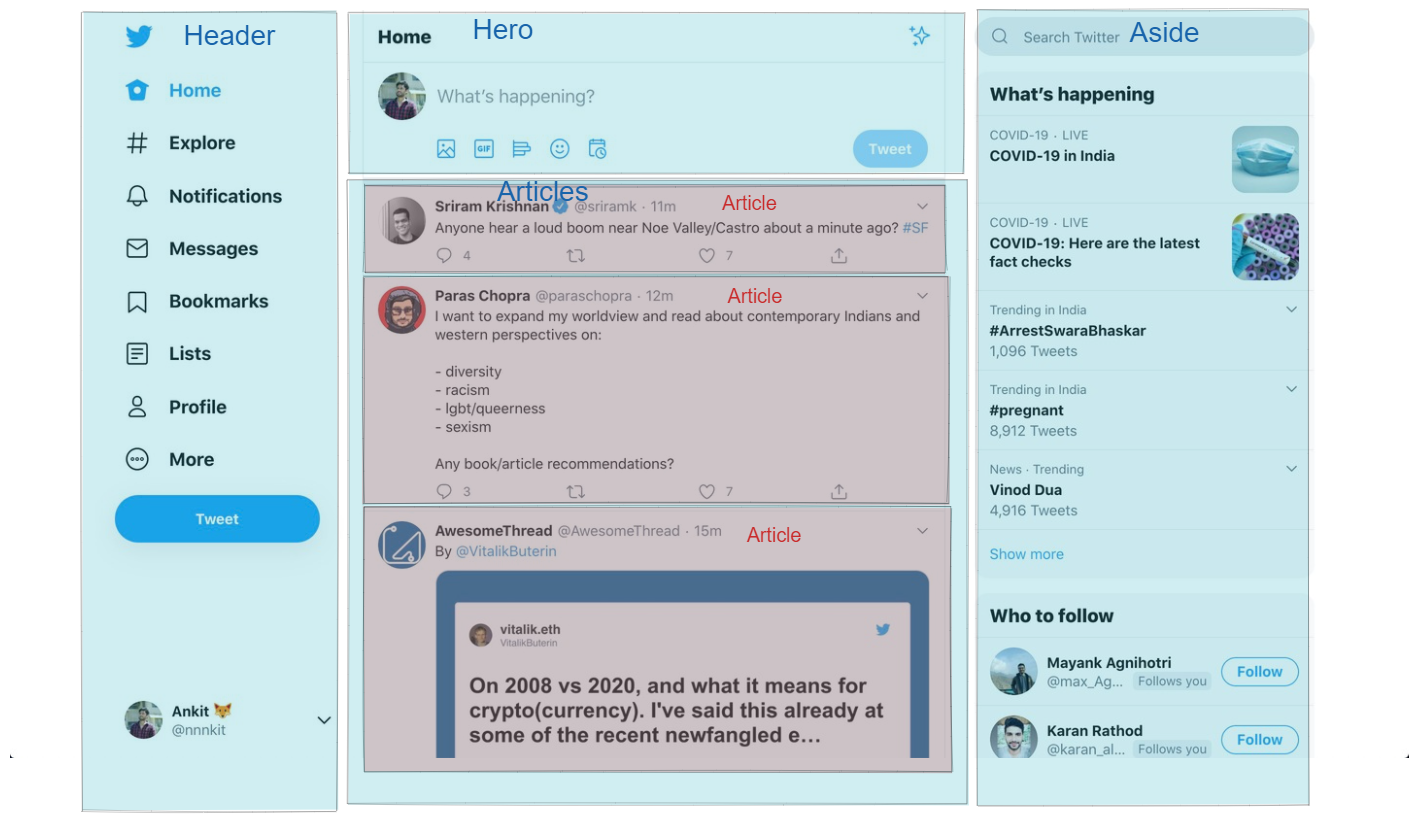 Header
Home
Explore
Notifications
Messages
Bookmarks
Lists
Profile
More
Tweet
Ankit 🦊
@nnnkit
Home
Hero
What's happening?
GIF
Tweet
Articles
Sriram Krishnan @sriramk · 11m
Article
Anyone hear a loud boom near Noe Valley/Castro about a minute ago? #SF
4 7
Paras Chopra @paraschopra · 12m
Article
I want to expand my worldview and read about contemporary Indians and
western perspectives on:
- diversity
- racism
- lgbt/queerness
- sexism
Any book/article recommendations?
3 7
AwesomeThread @AwesomeThread · 15m
Article
By @VitalikButerin
vitalik.eth
VitalikButerin
On 2008 vs 2020, and what it means for
crypto(currency). I've said this already at
some of the recent newfangled e...
Search Twitter
Aside
What's happening
COVID-19 · LIVE
COVID-19 in India
COVID-19 · LIVE
COVID-19: Here are the latest
fact checks
Trending in India
#ArrestSwaraBhaskar
1,096 Tweets
Trending in India
#pregnant
8,912 Tweets
News · Trending
Vinod Dua
4,916 Tweets
Show more
Who to follow
Mayank Agnihotri
@max_Ag... Follows you
Follow
Karan Rathod
@karan_al... Follows you
Follow